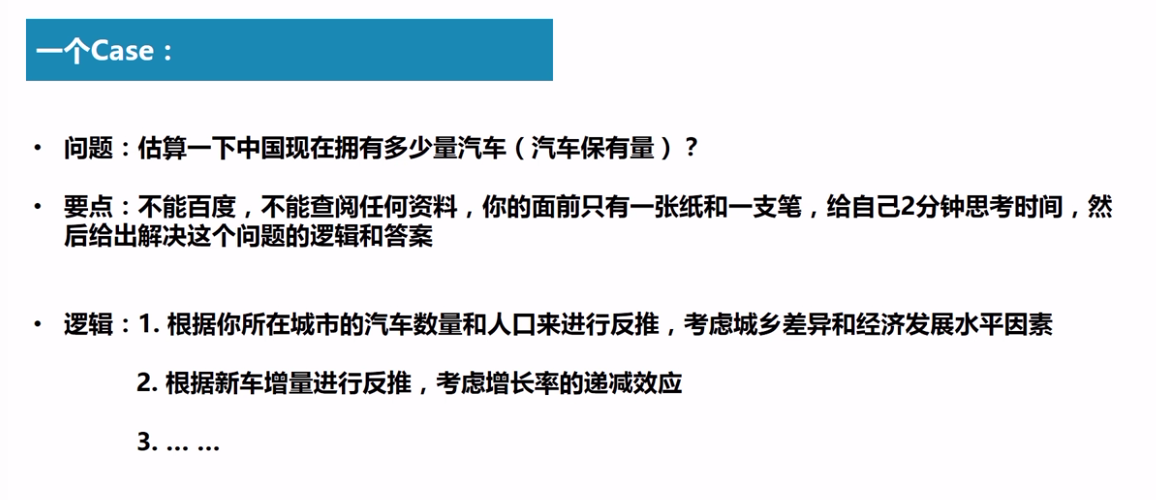 一个Case：
• 问题：估算一下中国现在拥有多少量汽车（汽车保有量）？
• 要点：不能百度，不能查阅任何资料，你的面前只有一张纸和一支笔，给自己2分钟思考时间，然
后给出解决这个问题的逻辑和答案
• 逻辑：1. 根据你所在城市的汽车数量和人口来进行反推，考虑城乡差异和经济发展水平因素
2. 根据新车增量进行反推，考虑增长率的递减效应
3. … …